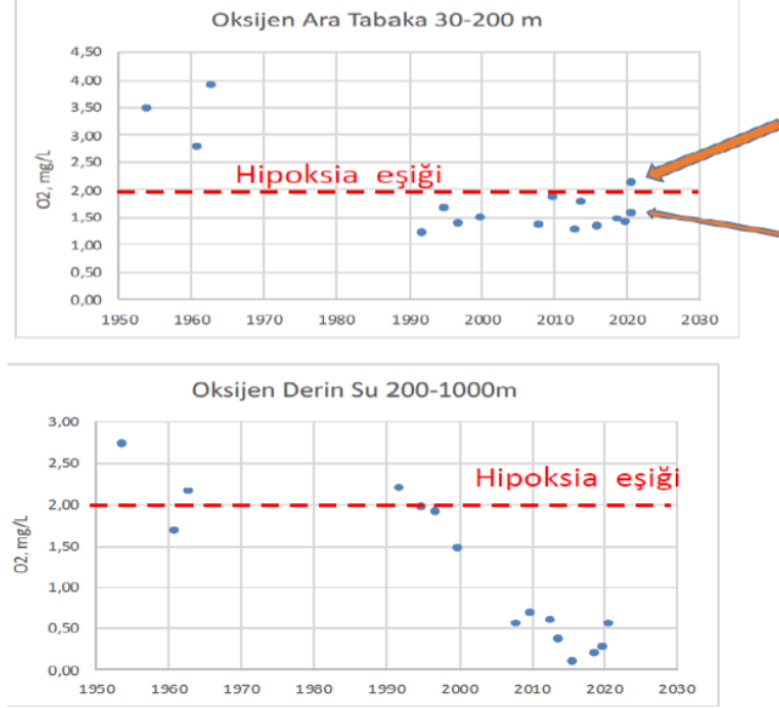 Oksijen Ara Tabaka 30-200 m
4,50
4,00
3,50
3,00
2,50
2,00
1,50
1,00
0,50
0,00
O2, mg/L
Hipoksia eşiği
1950 1960 1970 1980 1990 2000 2010 2020 2030
Oksijen Derin Su 200-1000m
3,00
2,50
2,00
1,50
1,00
0,50
0,00
O2, mg/L
Hipoksia eşiği
1950 1960 1970 1980 1990 2000 2010 2020 2030